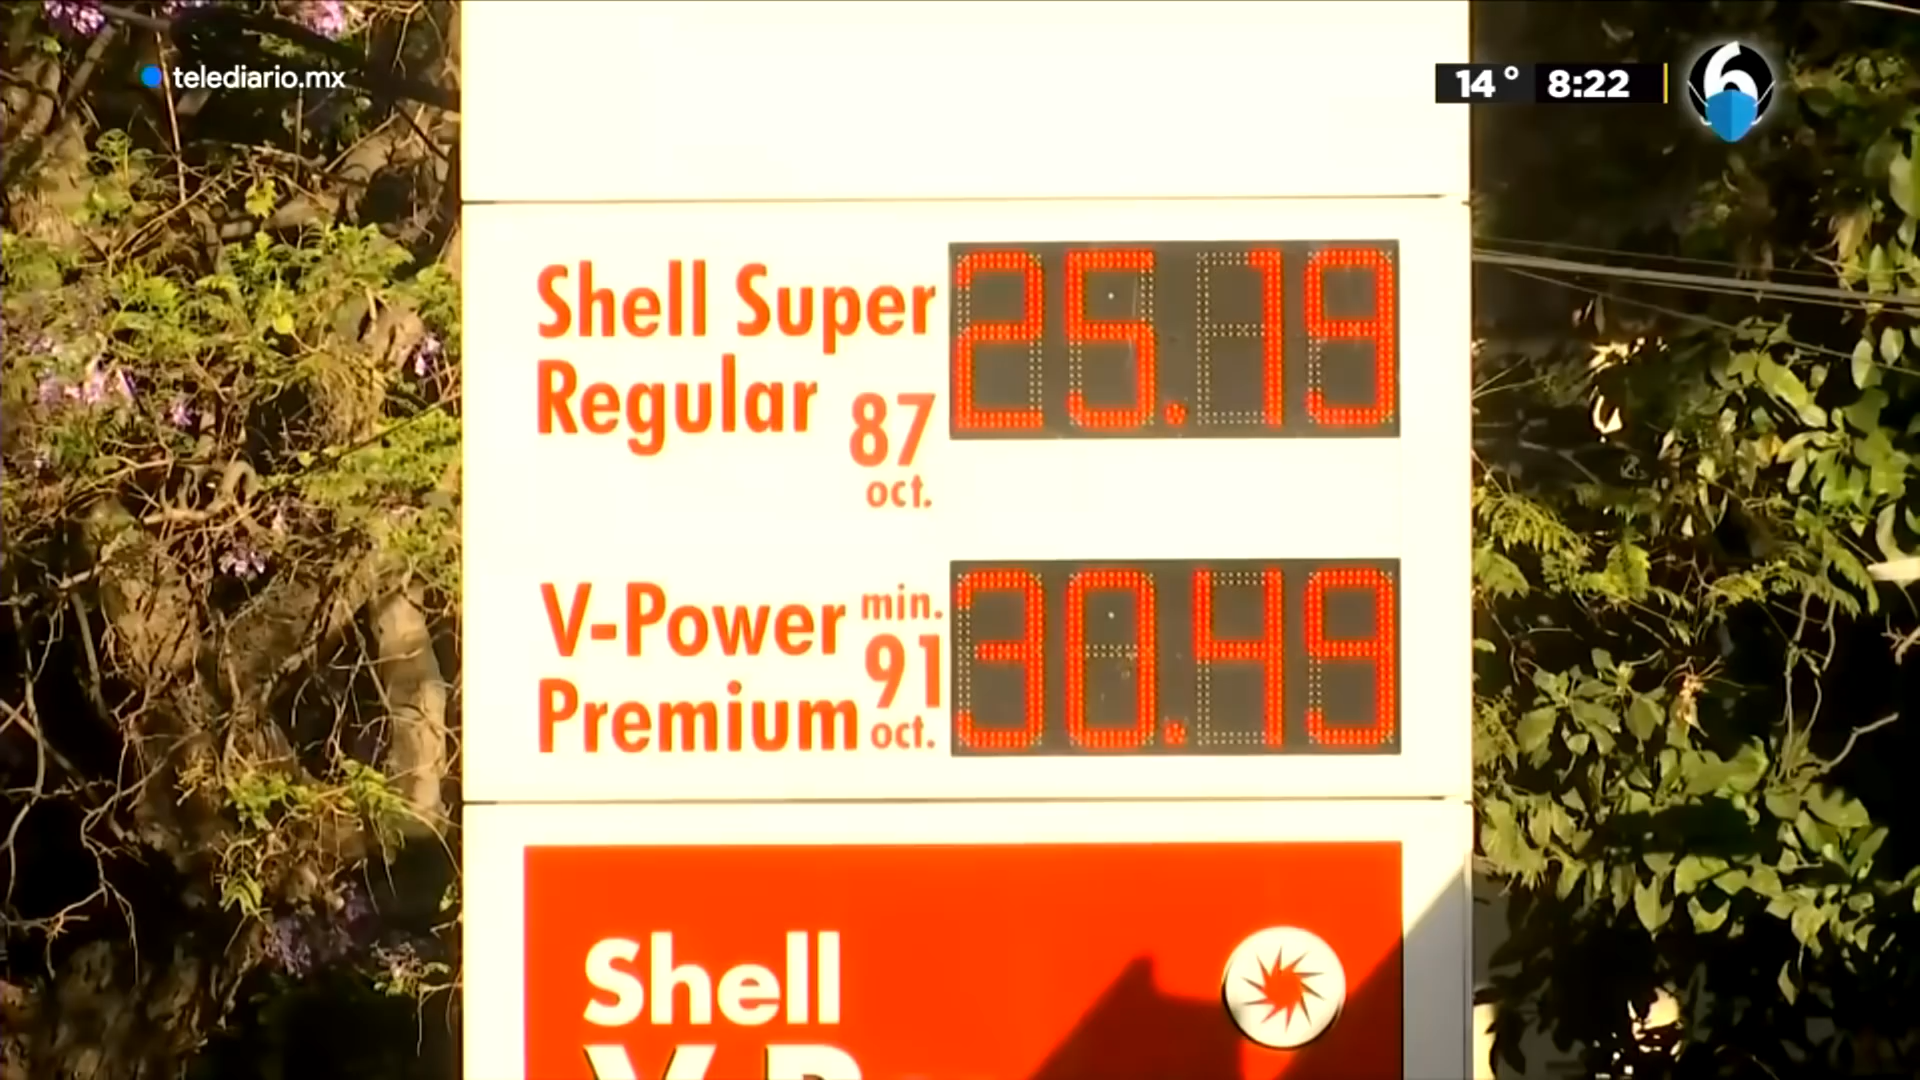 telediario.mx
14° 8:22
6
Shell Super
Regular 87
oct.
25.19
V-Power min.
Premium 91
oct.
30.49
Shell